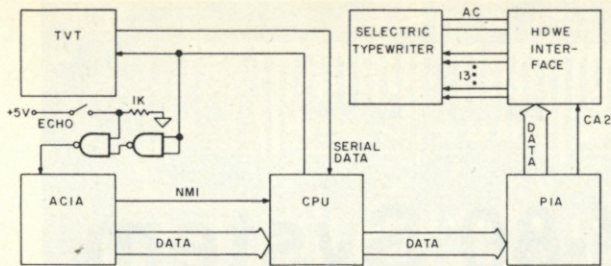 TVT
SELECTRIC
TYPEWRITER
AC
13
HDWE
INTER-
FACE
+5V
ECHO
1K
SERIAL
DATA
DATA
CA2
ACIA
NMI
DATA
CPU
DATA
PIA